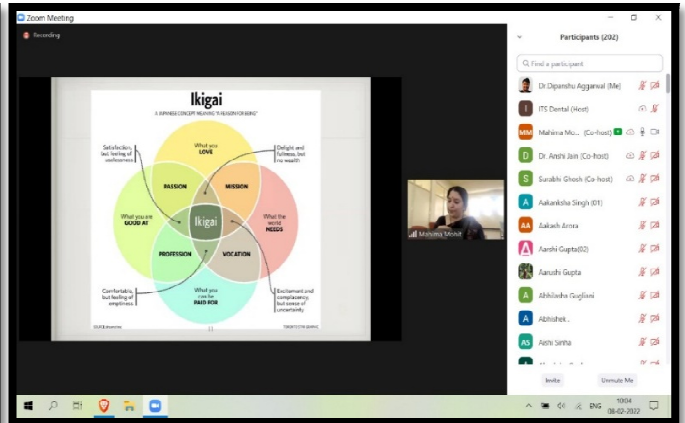 Zoom Meeting
Recording
Ikigai
A JAPANESE CONCEPT MEANING "A REASON FOR BEING"
Satisfaction,
but feeling of
uselessness
What you
LOVE
Delight and
fullness, but
no wealth
PASSION
MISSION
What you are
GOOD AT
Ikigai
What the
world
NEEDS
PROFESSION
VOCATION
Comfortable,
but feeling of
emptiness
What you
can be
PAID FOR
Excitement and
complacency,
but sense of
uncertainty
Mahima Mohit
Participants (202)
Find a participant
Dr.Dipanshu Aggarwal (Me)
I ITS Dental (Host)
MM Mahima Mo... (Co-host)
D Dr. Anshi Jain (Co-host)
S Surabhi Ghosh (Co-host)
A Aakanksha Singh (01)
AA Aakash Arora
Aarshi Gupta(02)
Aarushi Gupta
A Abhilasha Gugliani
A Abhishek .
AS Aishi Sinha
Invite
Unmute Me
ENG
10:04
08-02-2022